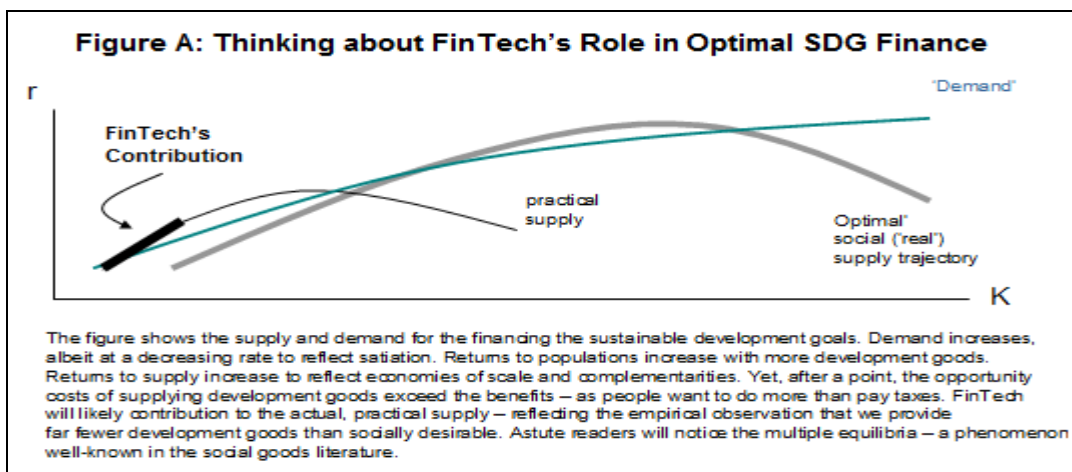 Figure A: Thinking about FinTech's Role in Optimal SDG Finance
r
"Demand"
FinTech's
Contribution
practical
supply
Optimal"
social ("real")
supply trajectory
K
The figure shows the supply and demand for the financing the sustainable development goals. Demand increases,
albeit at a decreasing rate to reflect satiation. Returns to populations increase with more development goods.
Returns to supply increase to reflect economies of scale and complementarities. Yet, after a point, the opportunity
costs of supplying development goods exceed the benefits – as people want to do more than pay taxes. FinTech
will likely contribution to the actual, practical supply – reflecting the empirical observation that we provide
far fewer development goods than socially desirable. Astute readers will notice the multiple equilibria – a phenomenon
well-known in the social goods literature.